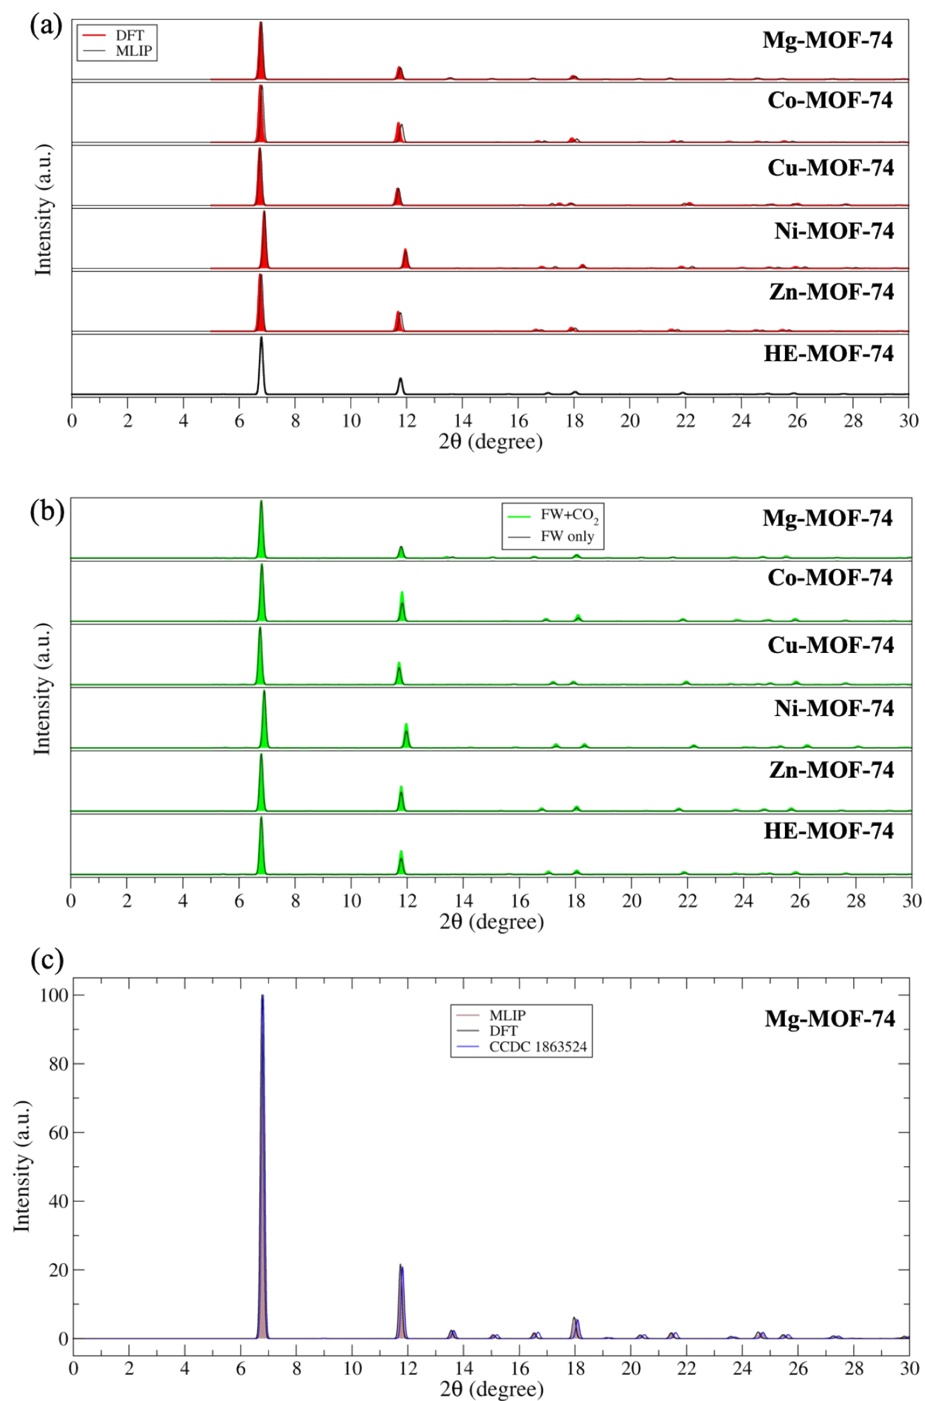 (a)
DFT
MLIP
Mg-MOF-74
Co-MOF-74
Cu-MOF-74
Ni-MOF-74
Zn-MOF-74
HE-MOF-74
Intensity (a.u.)
0 2 4 6 8 10 12 14 16 18 20 22 24 26 28 30
2θ (degree)
(b)
FW+CO₂
FW only
Mg-MOF-74
Co-MOF-74
Cu-MOF-74
Ni-MOF-74
Zn-MOF-74
HE-MOF-74
Intensity (a.u.)
0 2 4 6 8 10 12 14 16 18 20 22 24 26 28 30
2θ (degree)
(c)
MLIP
DFT
CCDC 1863524
Mg-MOF-74
Intensity (a.u.)
100
80
60
40
20
0
0 2 4 6 8 10 12 14 16 18 20 22 24 26 28 30
2θ (degree)